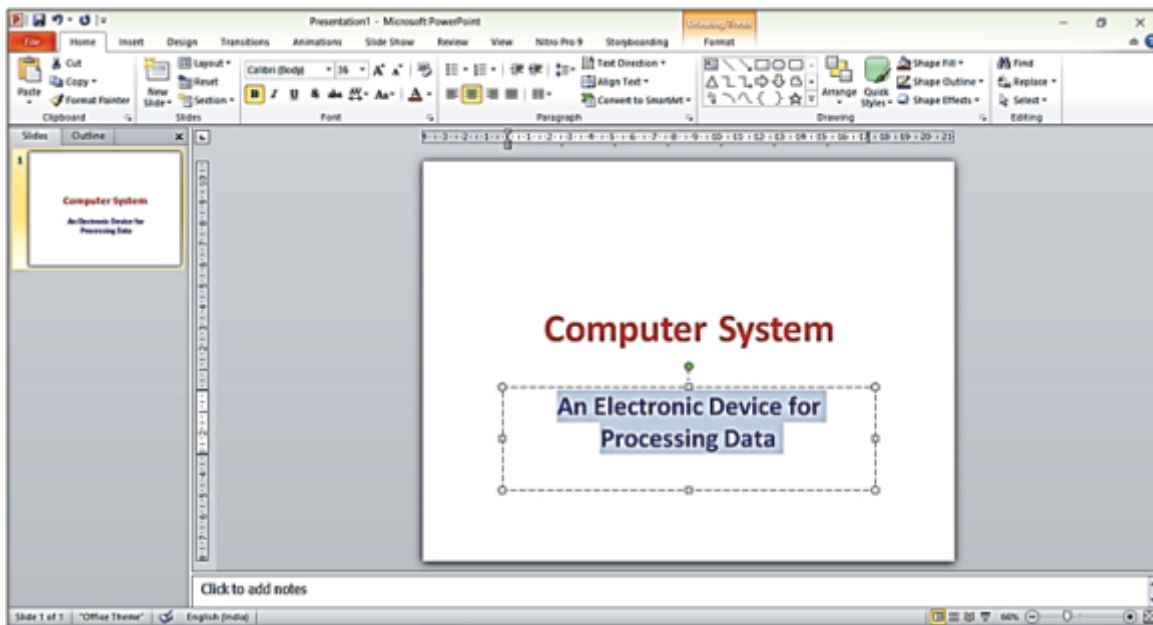 Presentation1 - Microsoft PowerPoint
Drawing Tools
File Home Insert Design Transitions Animations Slide Show Review View Nitro Pro 9 Storyboarding Format
Cut
Copy
Format Painter
Paste
Clipboard
New Slide
Layout
Reset
Section
Slides
Calibri (Body) 36
B I U S abc AV Aa A
Font
Text Direction
Align Text
Convert to SmartArt
Paragraph
Arrange
Quick Styles
Shape Fill
Shape Outline
Shape Effects
Drawing
Find
Replace
Select
Editing
Slides Outline
1
Computer System
An Electronic Device for
Processing Data
Computer System
An Electronic Device for
Processing Data
Click to add notes
Slide 1 of 1 "Office Theme" English (India) 66%